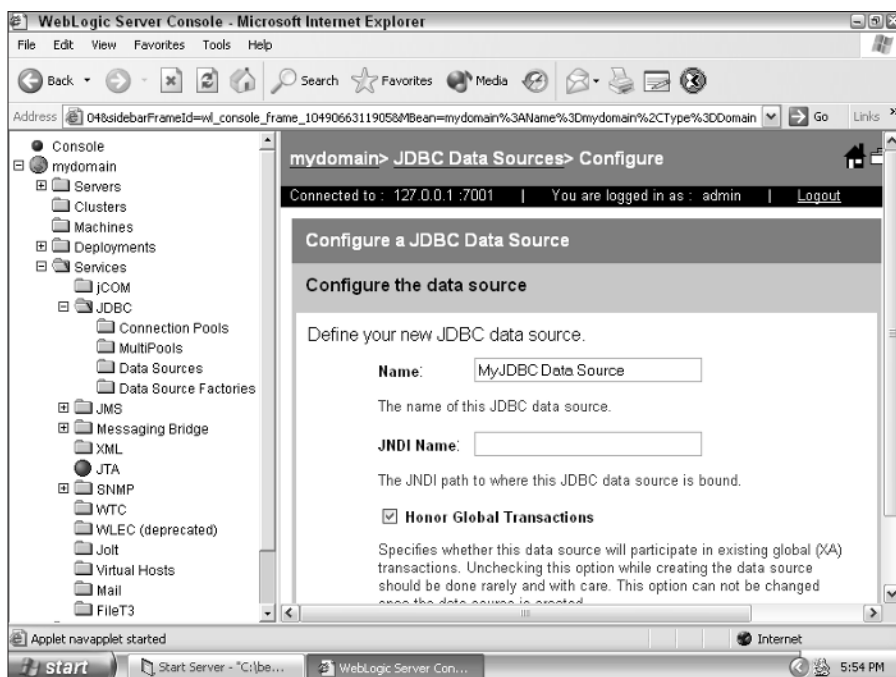 WebLogic Server Console - Microsoft Internet Explorer
File Edit View Favorites Tools Help
Back Search Favorites Media
Address 04&sidebarFrameId=wl_console_frame_1049066311905&MBean=mydomain%3AName%3Dmydomain%2CType%3DDomain Go Links »
Console
mydomain
Servers
Clusters
Machines
Deployments
Services
jCOM
JDBC
Connection Pools
MultiPools
Data Sources
Data Source Factories
JMS
Messaging Bridge
XML
JTA
SNMP
WTC
WLEC (deprecated)
Jolt
Virtual Hosts
Mail
FileT3
mydomain> JDBC Data Sources> Configure
Connected to : 127.0.0.1 :7001 | You are logged in as : admin | Logout
Configure a JDBC Data Source
Configure the data source
Define your new JDBC data source.
Name: MyJDBC Data Source
The name of this JDBC data source.
JNDI Name:
The JNDI path to where this JDBC data source is bound.
Honor Global Transactions
Specifies whether this data source will participate in existing global (XA)
transactions. Unchecking this option while creating the data source
should be done rarely and with care. This option can not be changed
once the data source is created.
Applet navapplet started Internet
start Start Server - "C:\be... WebLogic Server Con... 5:54 PM